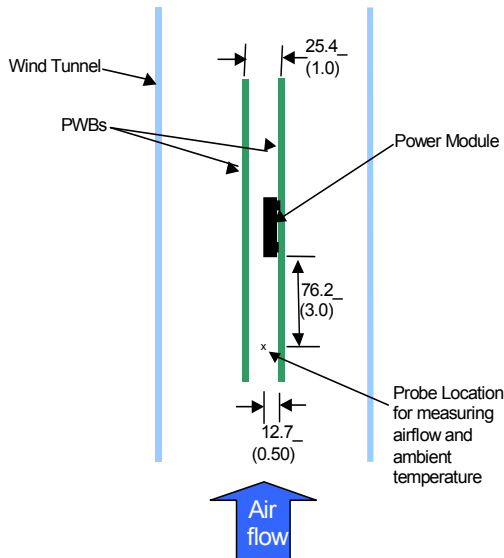 25.4_
(1.0)
Wind Tunnel
PWBs
Power Module
76.2_
(3.0)
x
Probe Location
for measuring
airflow and
ambient
temperature
12.7_
(0.50)
Air
flow